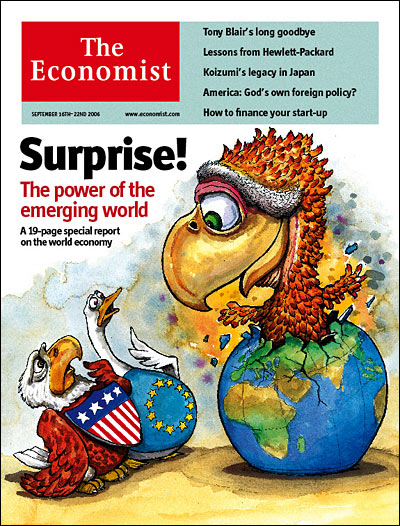 The
Economist
SEPTEMBER 16TH-22ND 2006
www.economist.com
Tony Blair's long goodbye
Lessons from Hewlett-Packard
Koizumi's legacy in Japan
America: God's own foreign policy?
How to finance your start-up
Surprise!
The power of the
emerging world
A 19-page special report
on the world economy